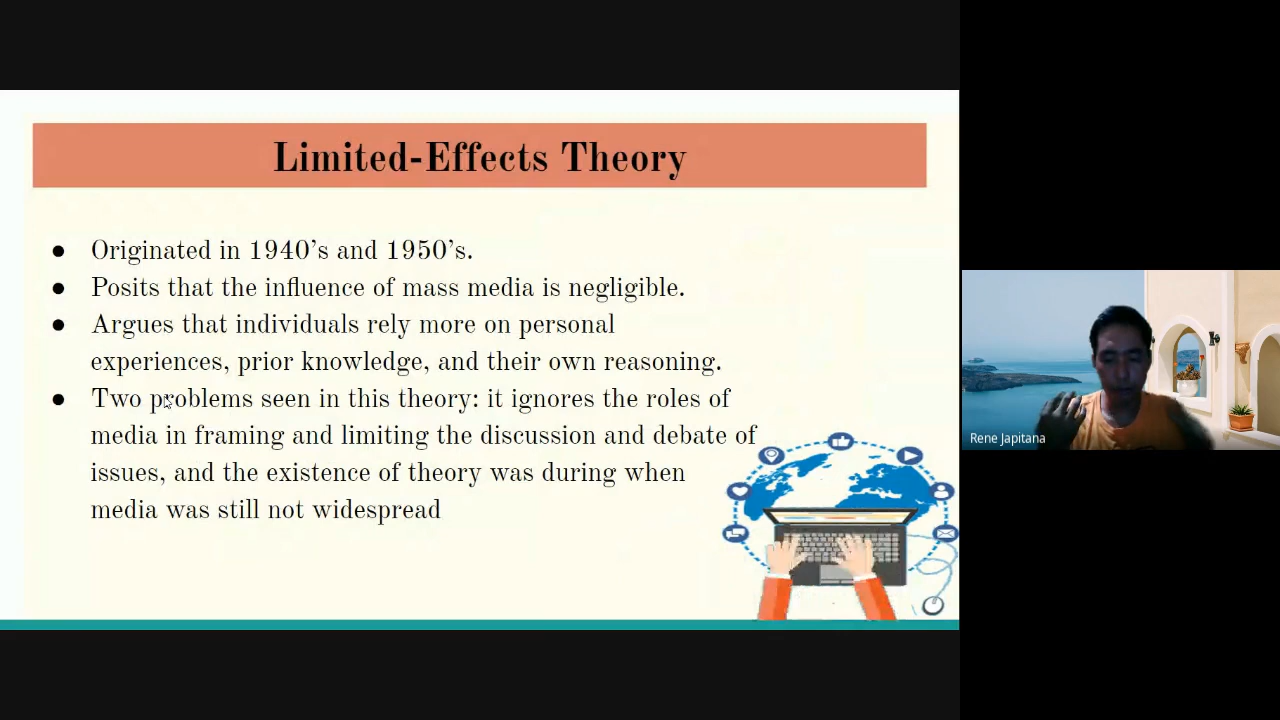 Limited-Effects Theory
● Originated in 1940’s and 1950’s.
● Posits that the influence of mass media is negligible.
● Argues that individuals rely more on personal
experiences, prior knowledge, and their own reasoning.
● Two problems seen in this theory: it ignores the roles of
media in framing and limiting the discussion and debate of
issues, and the existence of theory was during when
media was still not widespread
Rene Japitana